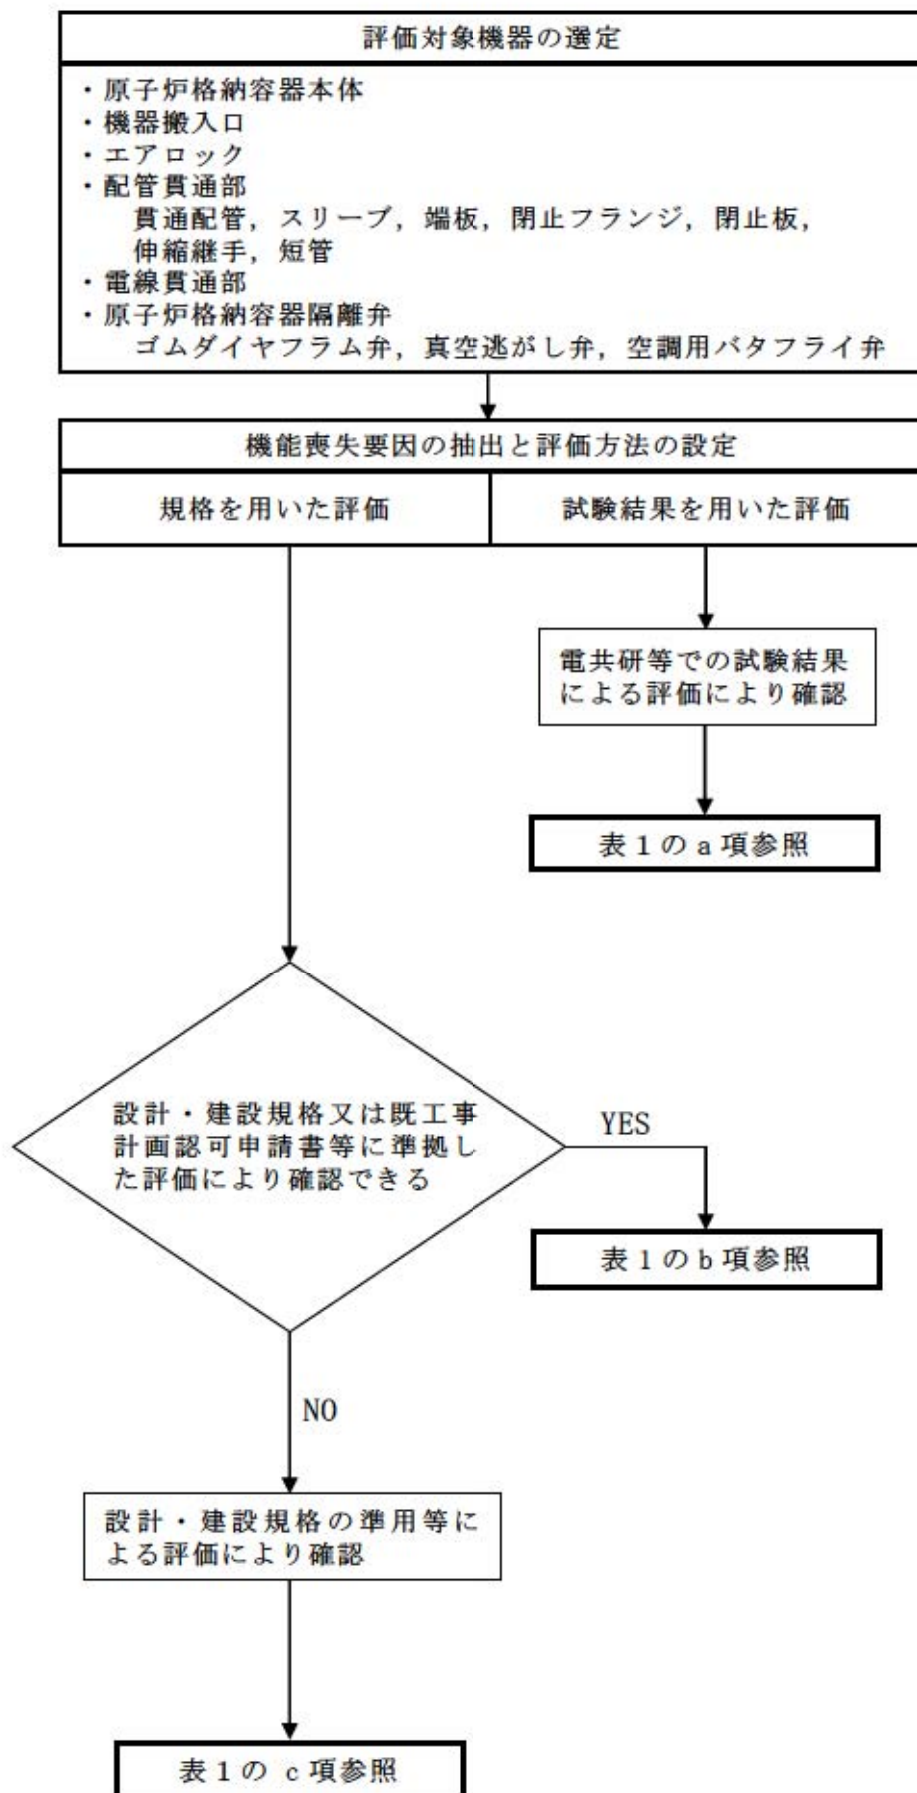 評価対象機器の選定
・原子炉格納容器本体
・機器搬入口
・エアロック
・配管貫通部
貫通配管，スリーブ，端板，閉止フランジ，閉止板，
伸縮継手，短管
・電線貫通部
・原子炉格納容器隔離弁
ゴムダイヤフラム弁，真空逃がし弁，空調用バタフライ弁
機能喪失要因の抽出と評価方法の設定
規格を用いた評価
試験結果を用いた評価
電共研等での試験結果
による評価により確認
表１のａ項参照
設計・建設規格又は既工事
計画認可申請書等に準拠し
た評価により確認できる
YES
表１のｂ項参照
NO
設計・建設規格の準用等に
よる評価により確認
表１の ｃ項参照